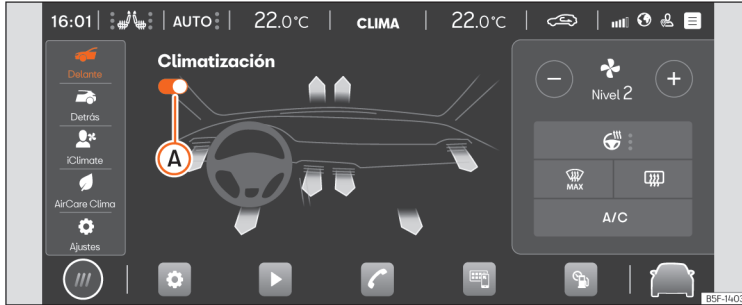 16:01 AUTO 22.0°C CLIMA 22.0°C
Delante
Detrás
iClimate
AirCare Clima
Ajustes
Climatización
A
Nivel 2
MAX
A/C
B5F-1403